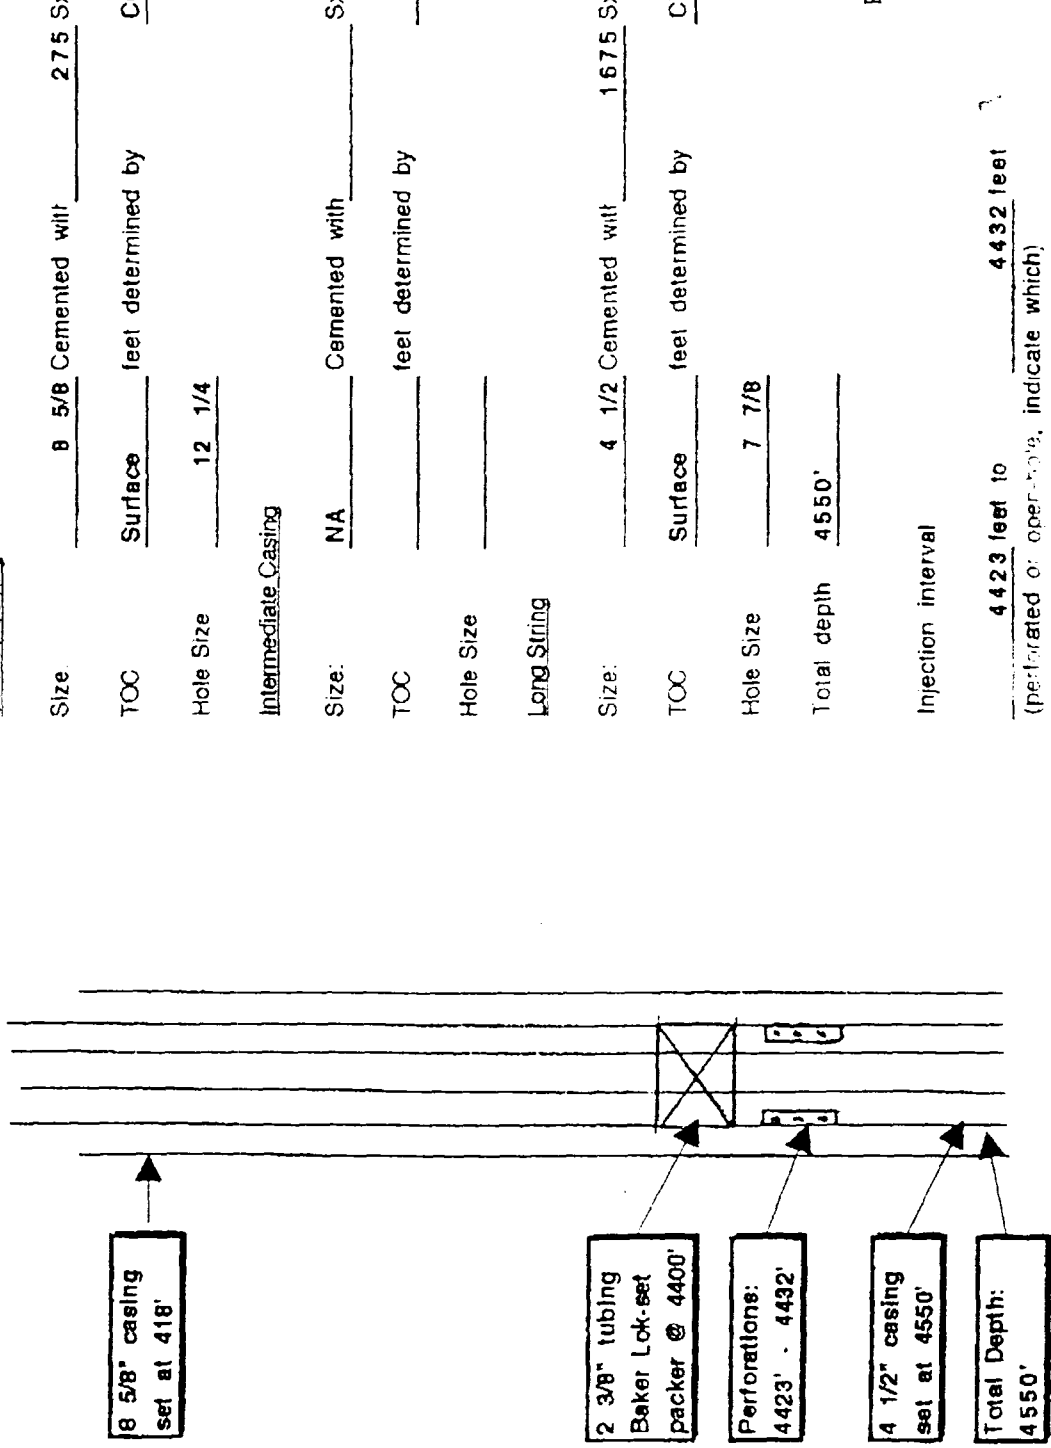 8 5/8" casing
set at 418'
2 3/8" tubing
Baker Lok-set
packer @ 4400'
Perforations:
4423' - 4432'
4 1/2" casing
set at 4550'
Total Depth:
4550'
Size: 8 5/8 Cemented with 275 Sx
TOC Surface feet determined by
Hole Size 12 1/4
Intermediate Casing
Size: NA Cemented with
TOC feet determined by
Hole Size
Long String
Size: 4 1/2 Cemented with 1675 Sx
TOC Surface feet determined by
Hole Size 7 7/8
Total depth 4550'
Injection interval
4423 feet to 4432 feet
(perforated or open-hole, indicate which)